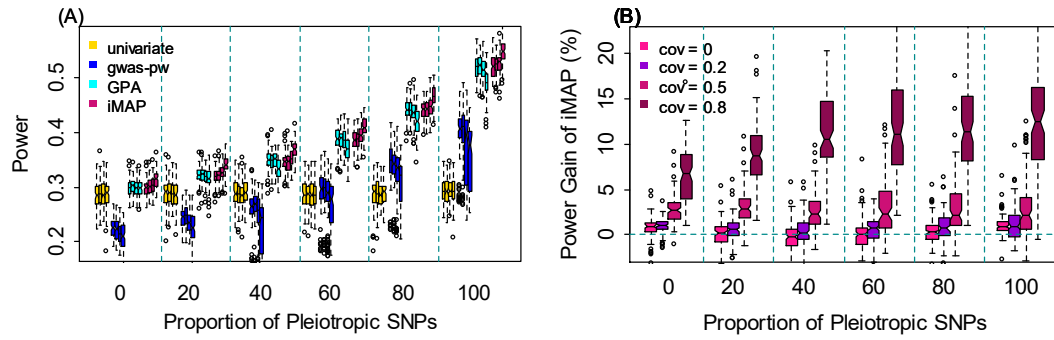 (A)
univariate
gwas-pw
GPA
iMAP
Power
0.2 0.3 0.4 0.5
0 20 40 60 80 100
Proportion of Pleiotropic SNPs
(B)
cov = 0
cov = 0.2
cov = 0.5
cov = 0.8
Power Gain of iMAP (%)
0 5 10 15 20
0 20 40 60 80 100
Proportion of Pleiotropic SNPs